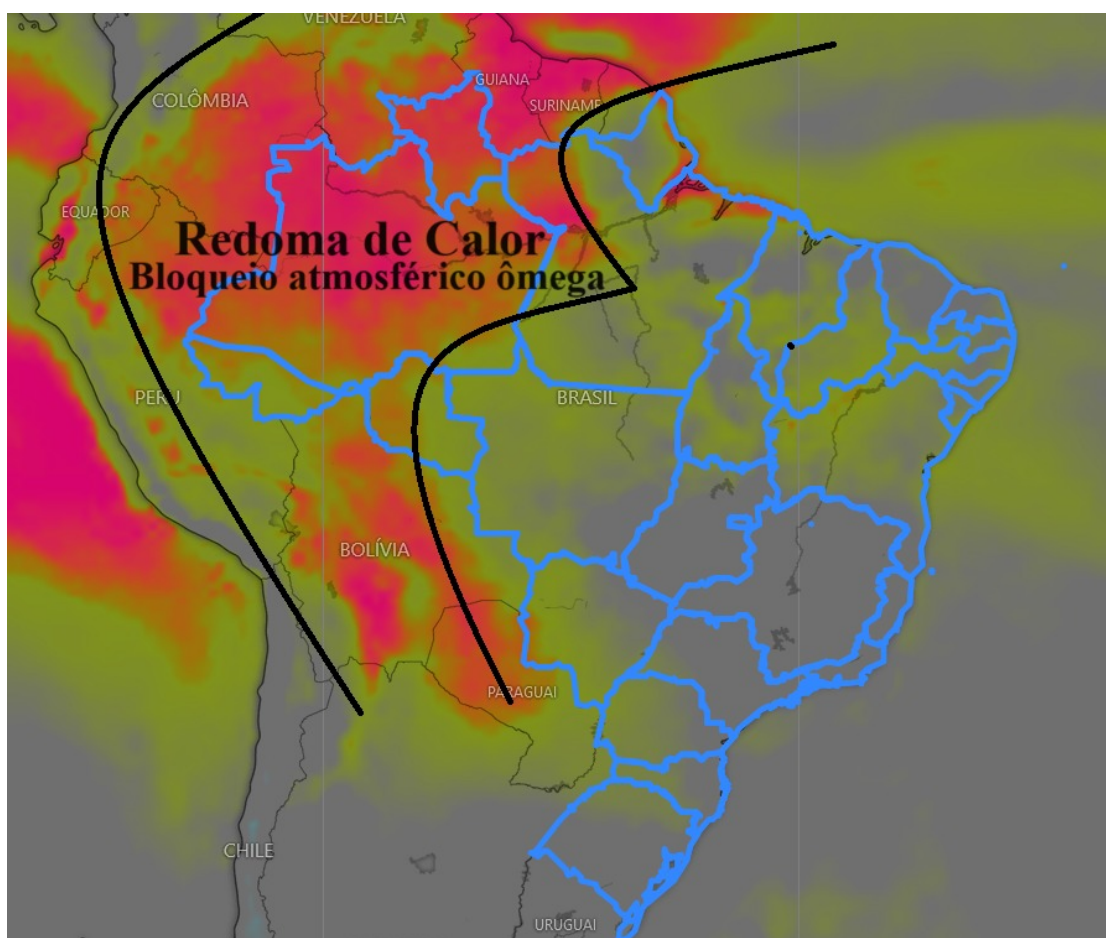 VENEZUELA
GUIANA
COLÔMBIA
SURINAME
EQUADOR
Redoma de Calor
Bloqueio atmosférico ômega
PERU
BRASIL
BOLÍVIA
PARAGUAI
CHILE
URUGUAI